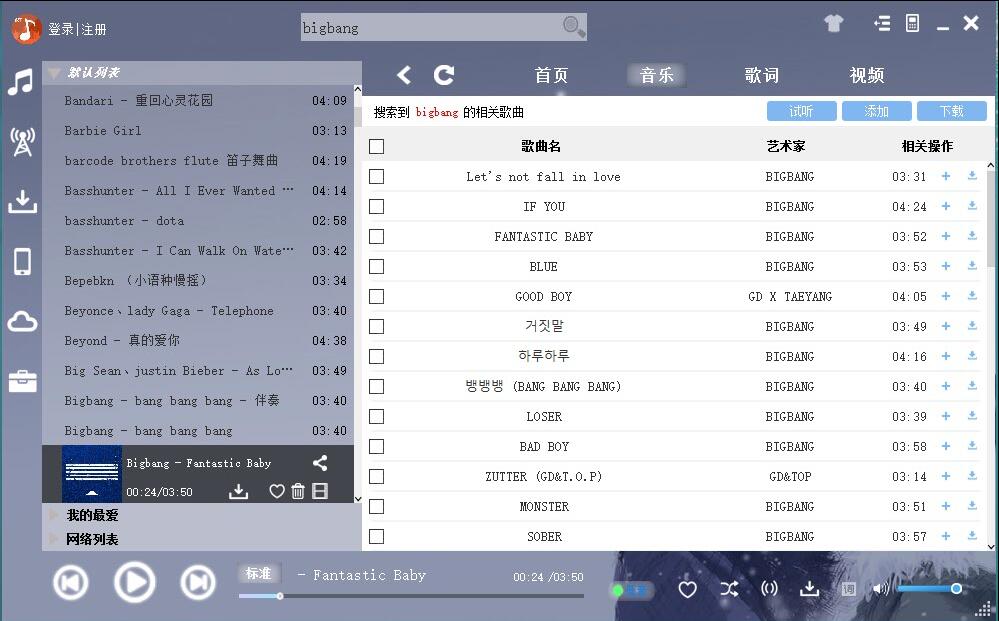 登录|注册
bigbang
默认列表
Bandari - 重回心灵花园 04:09
Barbie Girl 03:13
barcode brothers flute 笛子舞曲 04:19
Basshunter - All I Ever Wanted … 04:14
basshunter - dota 02:58
Basshunter - I Can Walk On Wate… 03:42
Bepebkn （小语种慢摇） 03:34
Beyonce、lady Gaga - Telephone 03:40
Beyond - 真的爱你 04:38
Big Sean、justin Bieber - As Lo… 03:49
Bigbang - bang bang bang - 伴奏 03:40
Bigbang - bang bang bang 03:40
Bigbang - Fantastic Baby
00:24/03:50
我的最爱
网络列表
首页 音乐 歌词 视频
搜索到 bigbang 的相关歌曲 试听 添加 下载
歌曲名 艺术家 相关操作
Let's not fall in love BIGBANG 03:31
IF YOU BIGBANG 04:24
FANTASTIC BABY BIGBANG 03:52
BLUE BIGBANG 03:53
GOOD BOY GD X TAEYANG 04:05
거짓말 BIGBANG 03:49
하루하루 BIGBANG 04:16
뱅뱅뱅 (BANG BANG BANG) BIGBANG 03:40
LOSER BIGBANG 03:39
BAD BOY BIGBANG 03:58
ZUTTER (GD&T.O.P) GD&TOP 03:14
MONSTER BIGBANG 03:51
SOBER BIGBANG 03:57
标准 - Fantastic Baby 00:24 /03:50
词